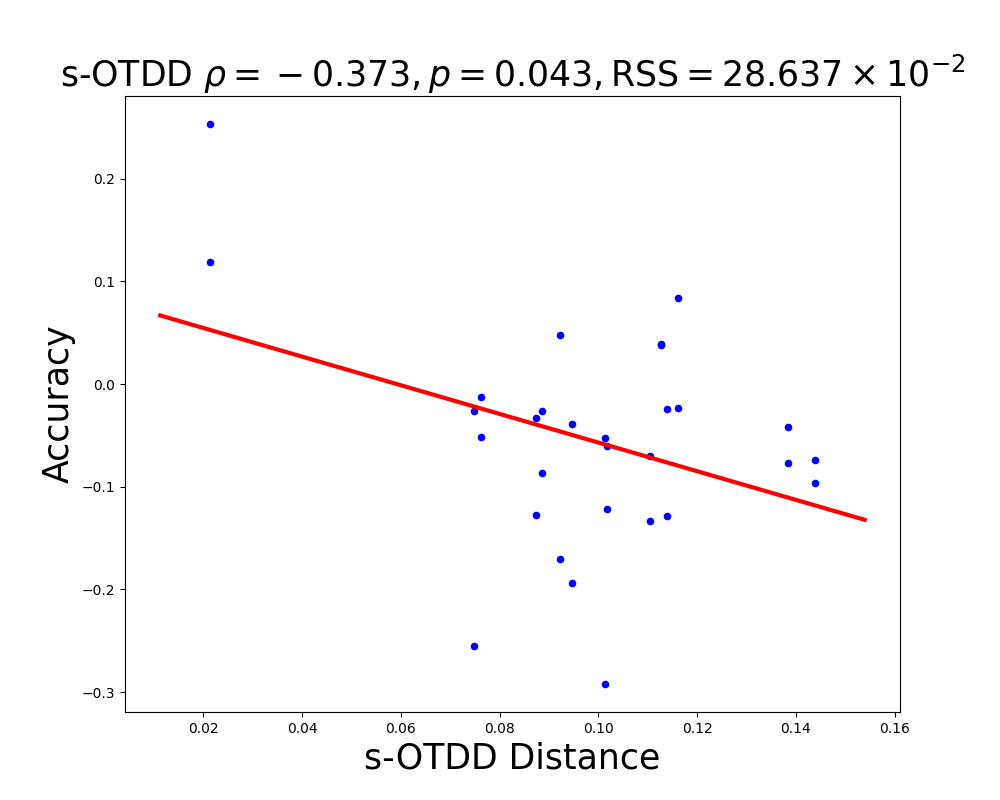 s-OTDD ρ = −0.373, p = 0.043, RSS = 28.637 × 10⁻²
Accuracy
0.2
0.1
0.0
−0.1
−0.2
−0.3
0.02 0.04 0.06 0.08 0.10 0.12 0.14 0.16
s-OTDD Distance